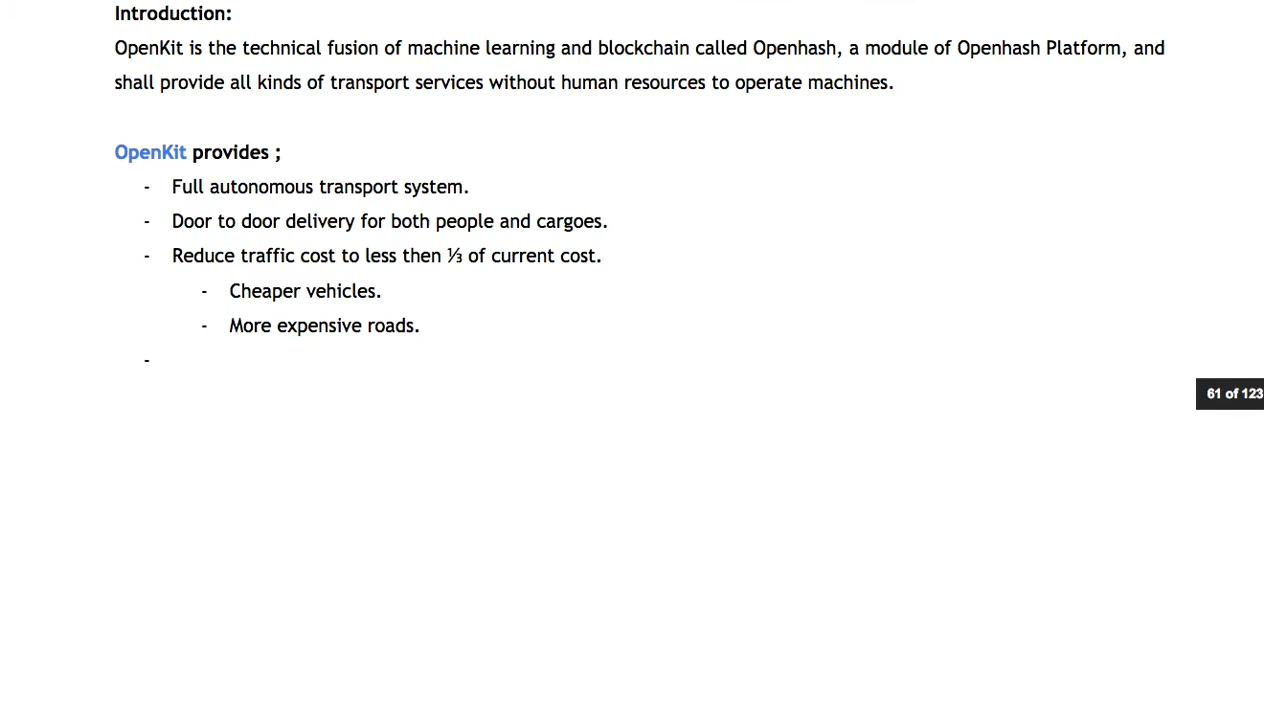 Introduction:
OpenKit is the technical fusion of machine learning and blockchain called Openhash, a module of Openhash Platform, and
shall provide all kinds of transport services without human resources to operate machines.
OpenKit provides ;
- Full autonomous transport system.
- Door to door delivery for both people and cargoes.
- Reduce traffic cost to less then ⅓ of current cost.
- Cheaper vehicles.
- More expensive roads.
-
61 of 123